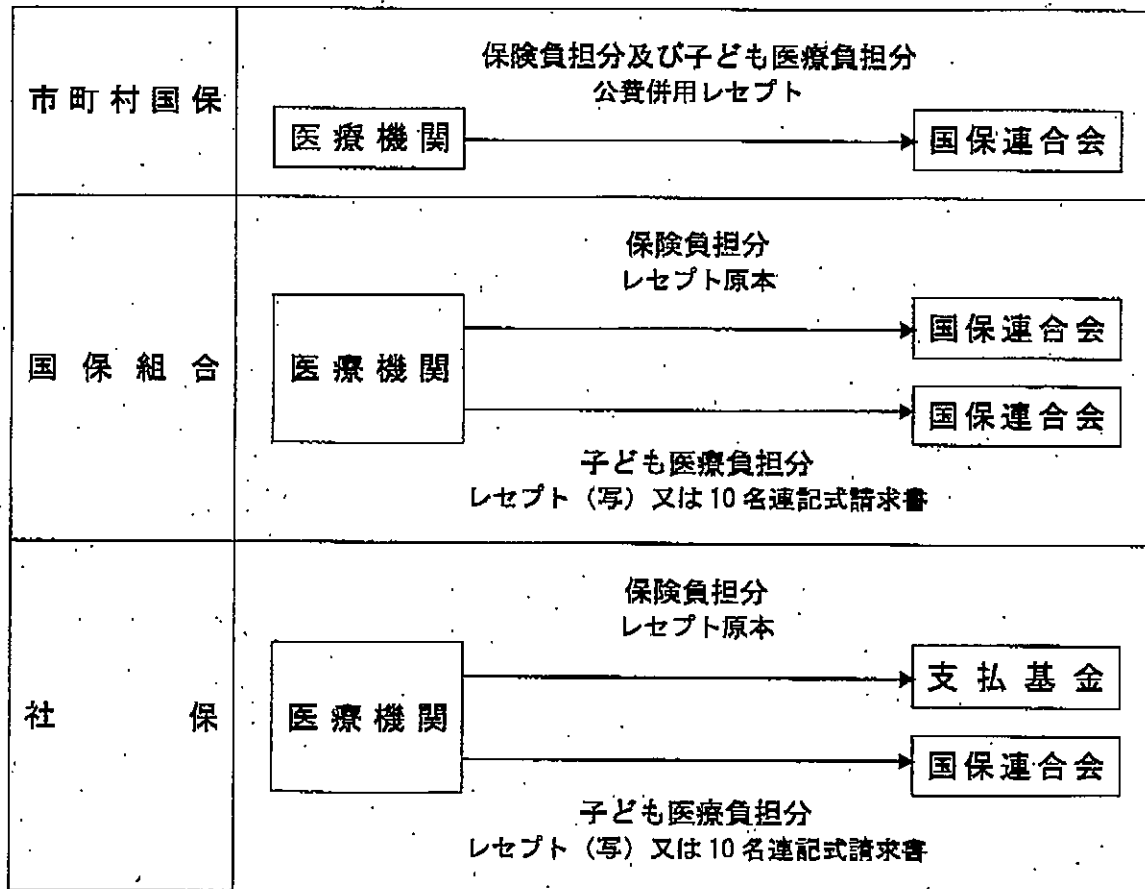 市町村国保
保険負担分及び子ども医療負担分
公費併用レセプト
医療機関
国保連合会
国保組合
保険負担分
レセプト原本
医療機関
国保連合会
国保連合会
子ども医療負担分
レセプト（写）又は10名連記式請求書
社保
保険負担分
レセプト原本
医療機関
支払基金
国保連合会
子ども医療負担分
レセプト（写）又は10名連記式請求書